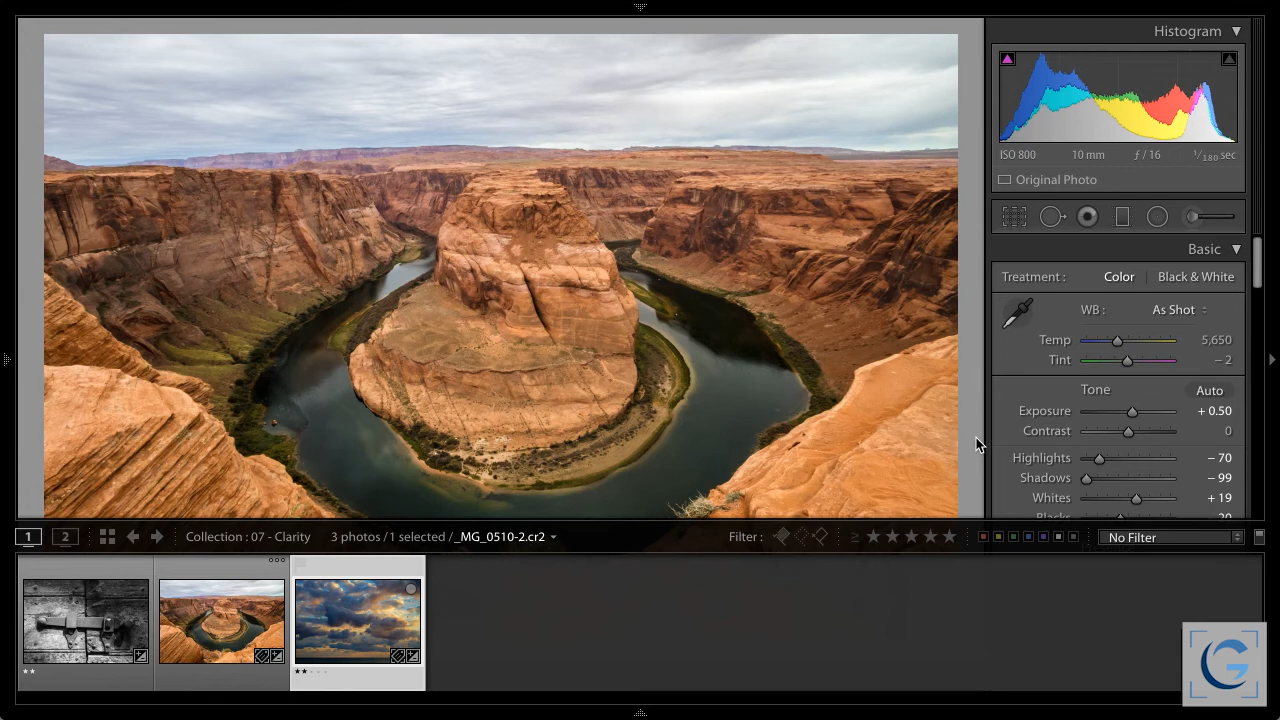 Histogram
ISO 800 10 mm ƒ / 16 1/180 sec
Original Photo
Basic
Treatment : Color Black & White
WB : As Shot
Temp 5,650
Tint – 2
Tone Auto
Exposure + 0.50
Contrast 0
Highlights – 70
Shadows – 99
Whites + 19
Blacks 20
1 2 Collection : 07 - Clarity 3 photos / 1 selected / _MG_0510-2.cr2 Filter : ≥ ★★★★★ No Filter
★★
★★
G